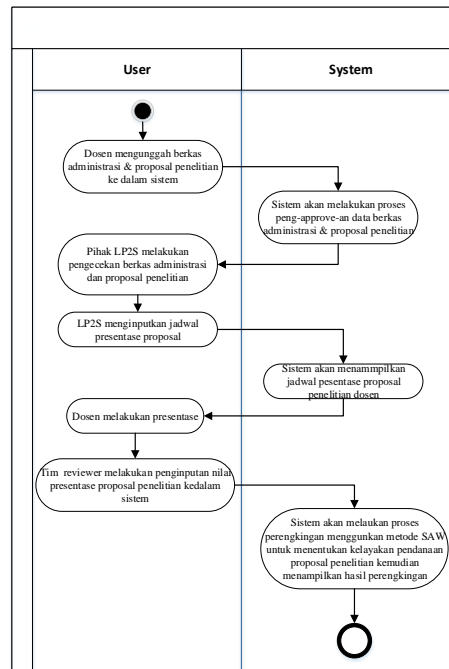 User
System
Dosen mengunggah berkas
administrasi & proposal penelitian
ke dalam sistem
Sistem akan melakukan proses
peng-approve-an data berkas
administrasi & proposal penelitian
Pihak LP2S melakukan
pengecekan berkas administrasi
dan proposal penelitian
LP2S menginputkan jadwal
presentase proposal
Sistem akan menammpilkan
jadwal pesentase proposal
penelitian dosen
Dosen melakukan presentase
Tim reviewer melakukan penginputan nilai
presentase proposal penelitian kedalam
sistem
Sistem akan melaukan proses
perengkingan menggunkan metode SAW
untuk menentukan kelayakan pendanaan
proposal penelitian kemudian
menampilkan hasil perengkingan